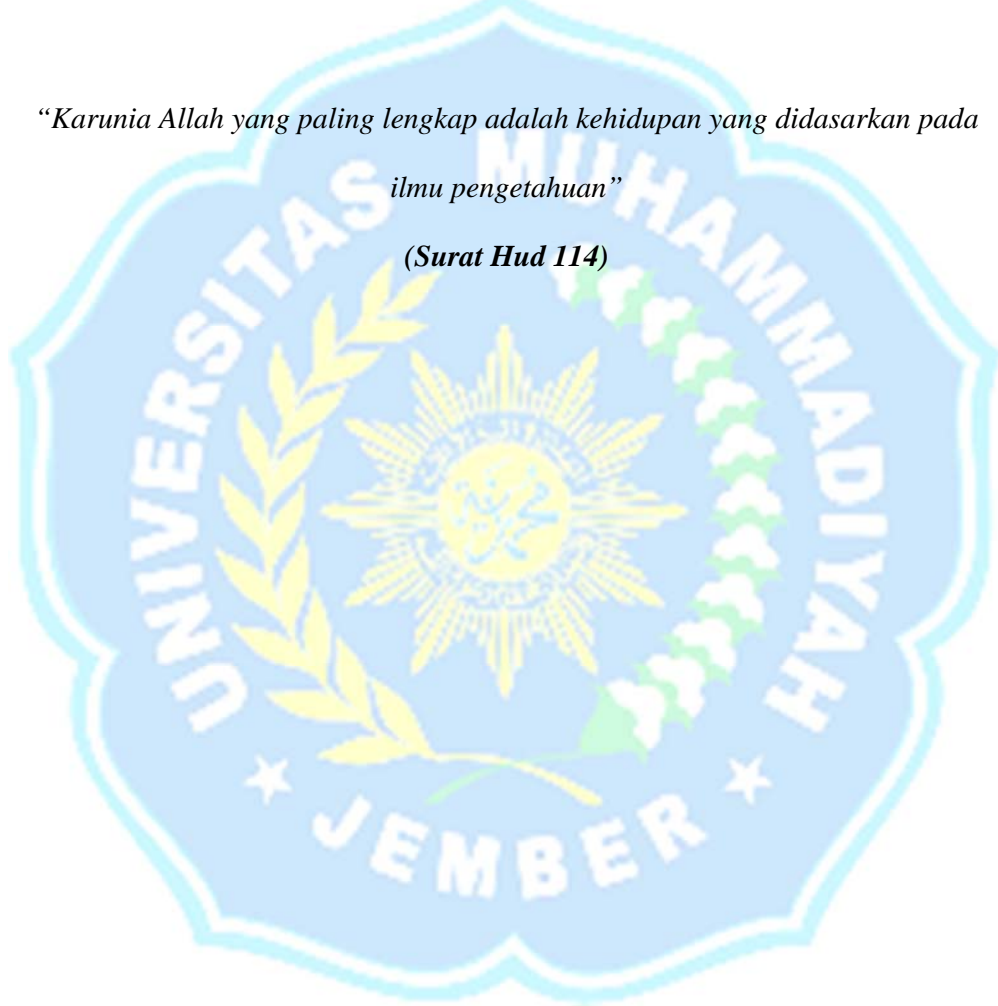 “Karunia Allah yang paling lengkap adalah kehidupan yang didasarkan pada
ilmu pengetahuan”
(Surat Hud 114)
UNIVERSITAS MUHAMMADIYAH
JEMBER